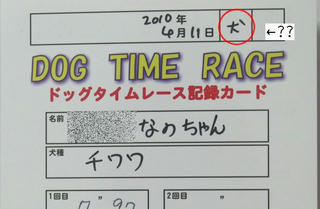 2010年
4月11日 犬 ←??
DOG TIME RACE
ドッグタイムレース記録カード
名前 なのちゃん
犬種 チワワ
1回目 2回目